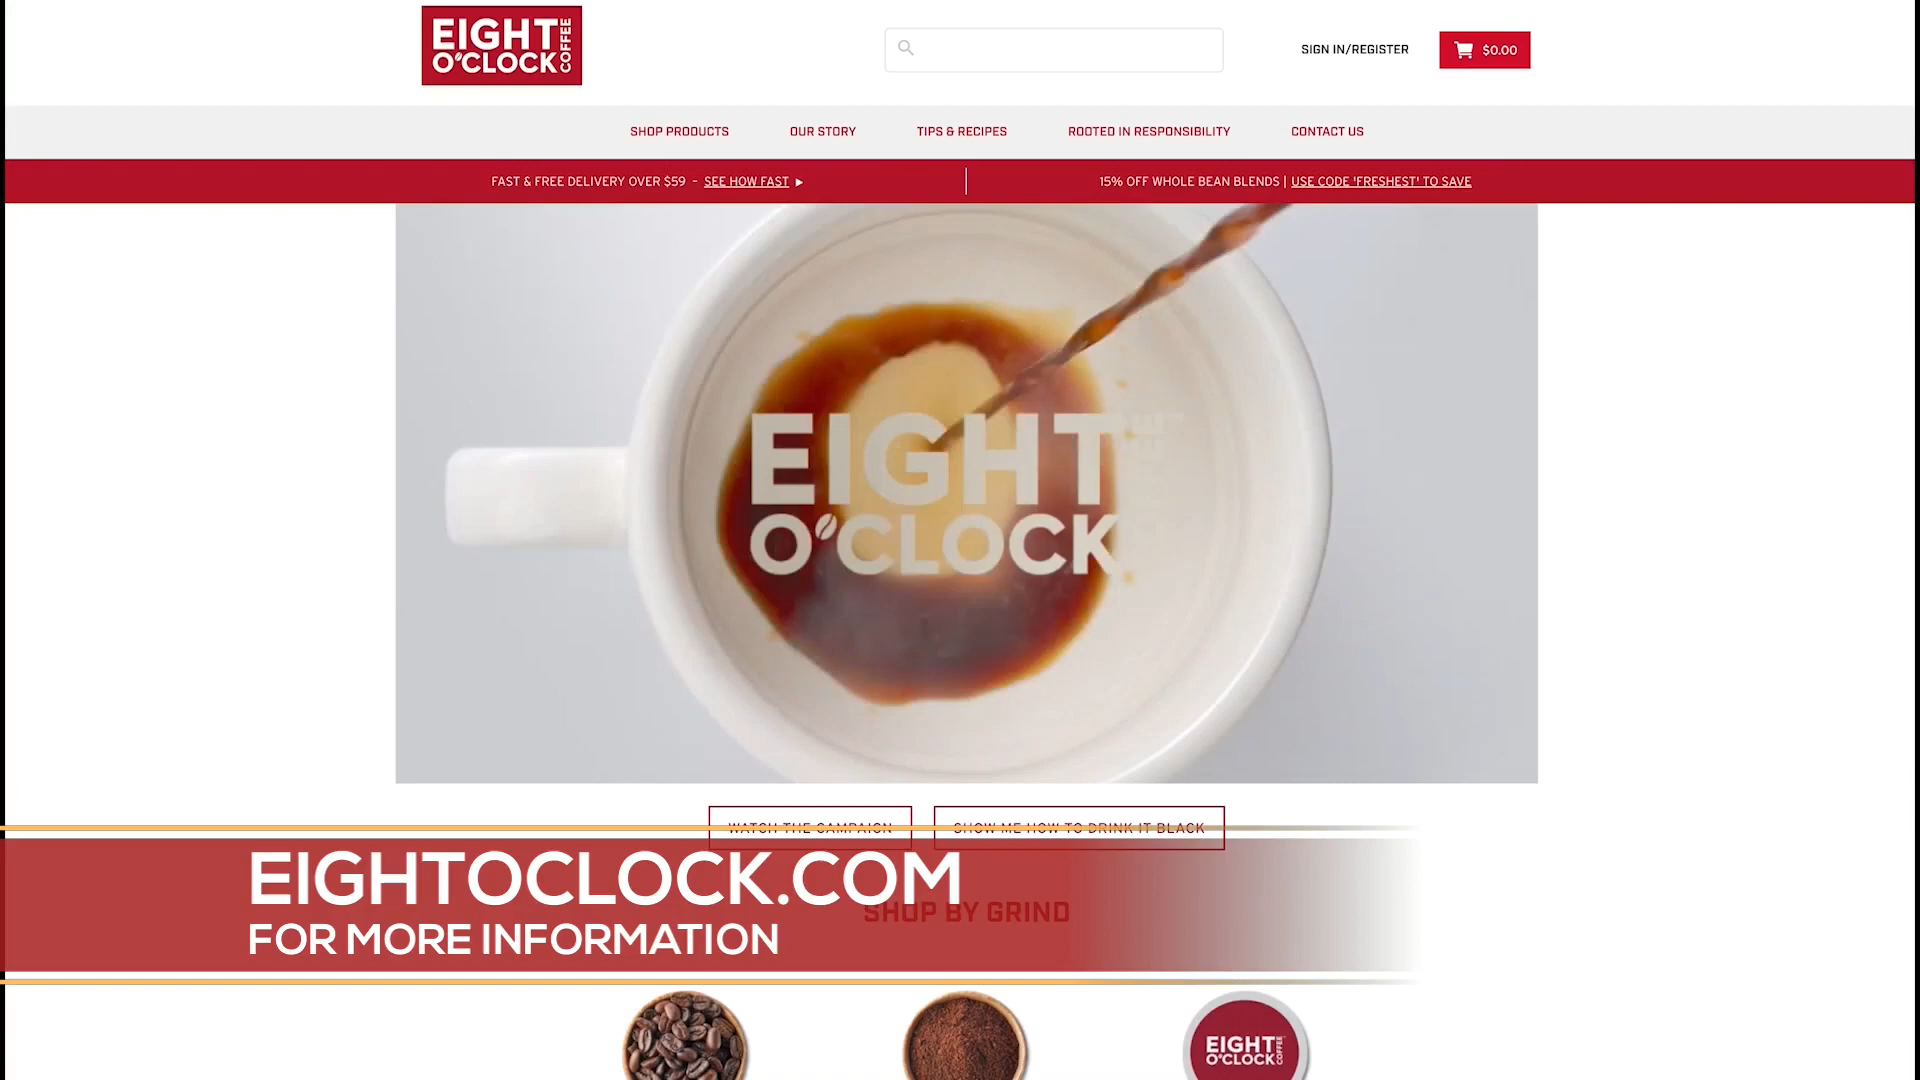 EIGHT
O'CLOCK
COFFEE
SIGN IN/REGISTER
$0.00
SHOP PRODUCTS
OUR STORY
TIPS & RECIPES
ROOTED IN RESPONSIBILITY
CONTACT US
FAST & FREE DELIVERY OVER $59 - SEE HOW FAST ▶
15% OFF WHOLE BEAN BLENDS | USE CODE 'FRESHEST' TO SAVE
EIGHT
O'CLOCK
WATCH THE CAMPAIGN
SHOW ME HOW TO DRINK IT BLACK
EIGHTOCLOCK.COM
SHOP BY GRIND
FOR MORE INFORMATION
EIGHT
O'CLOCK
COFFEE